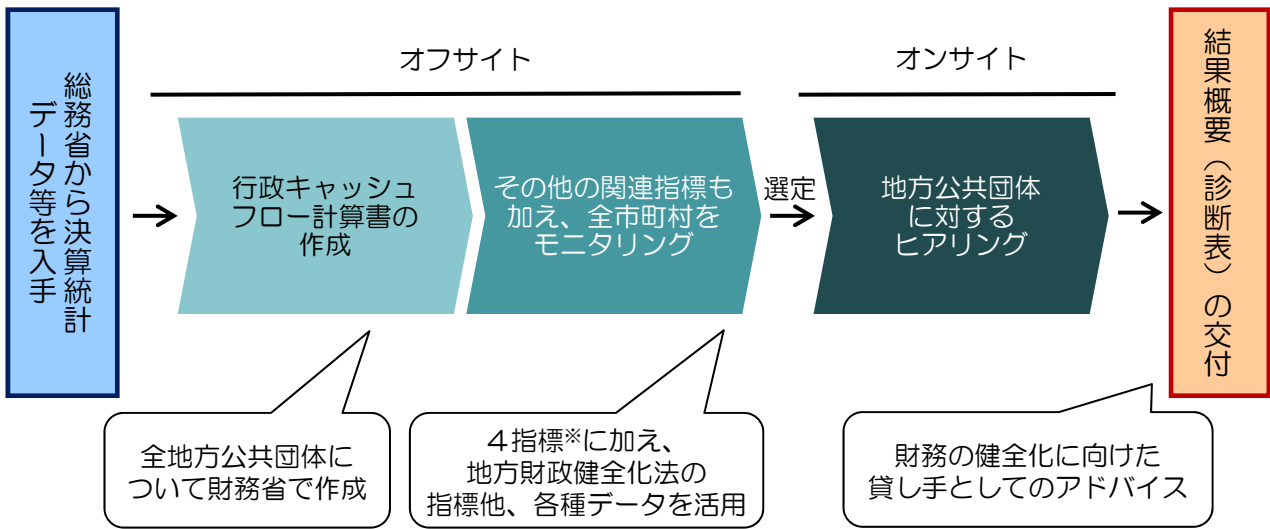 総務省から決算統計
データ等を入手
オフサイト
行政キャッシュ
フロー計算書の
作成
その他の関連指標も
加え、全市町村を
モニタリング
選定
オンサイト
地方公共団体
に対する
ヒアリング
結果概要（診断表）の交付
全地方公共団体に
ついて財務省で作成
４指標※に加え、
地方財政健全化法の
指標他、各種データを活用
財務の健全化に向けた
貸し手としてのアドバイス